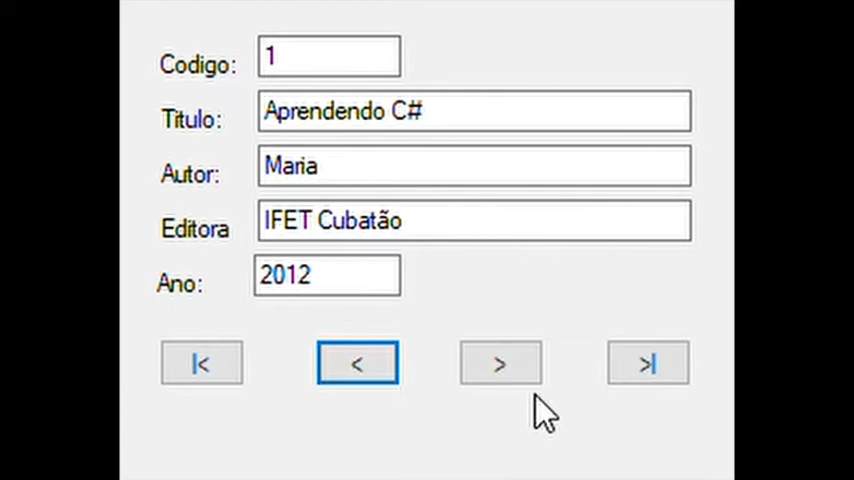 Codigo: 1
Titulo: Aprendendo C#
Autor: Maria
Editora IFET Cubatão
Ano: 2012
|< < > >|